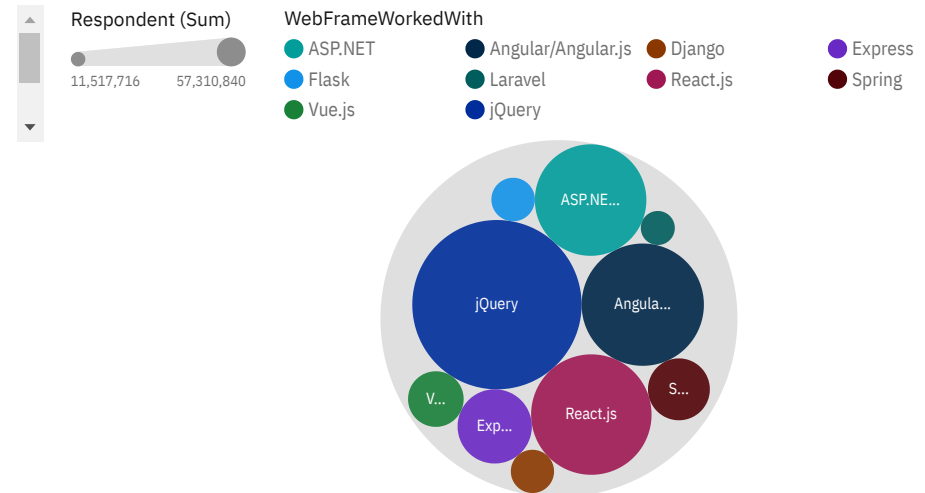 Respondent (Sum)
11,517,716 57,310,840
WebFrameWorkedWith
ASP.NET Angular/Angular.js Django Express
Flask Laravel React.js Spring
Vue.js jQuery
ASP.NE...
jQuery
Angula...
S...
V...
React.js
Exp...